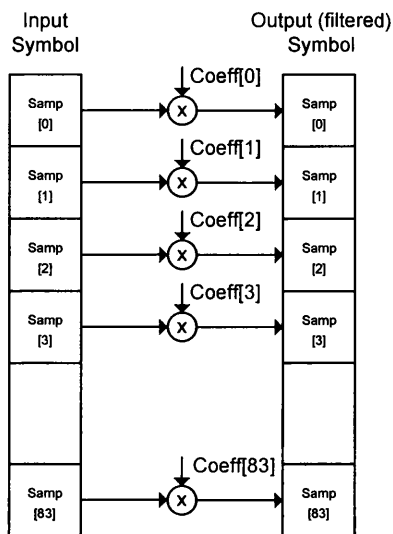 Input
Symbol
Output (filtered)
Symbol
Coeff[0]
Samp
[0]
X
Samp
[0]
Coeff[1]
Samp
[1]
X
Samp
[1]
Coeff[2]
Samp
[2]
X
Samp
[2]
Coeff[3]
Samp
[3]
X
Samp
[3]
Coeff[83]
Samp
[83]
X
Samp
[83]